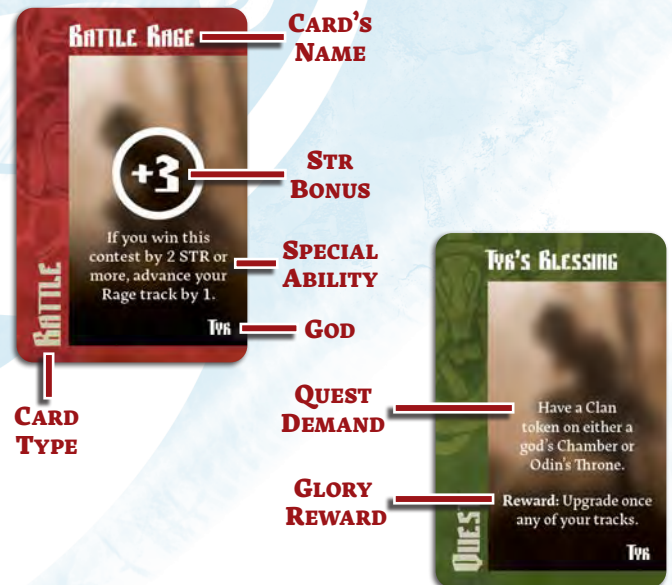 BATTLE RAGE
CARD'S
NAME
+3
STR
BONUS
If you win this
contest by 2 STR or
more, advance your
Rage track by 1.
SPECIAL
ABILITY
TYR
GOD
BATTLE
CARD
TYPE
TYR'S BLESSING
QUEST
DEMAND
Have a Clan
token on either a
god's Chamber or
Odin's Throne.
GLORY
REWARD
Reward: Upgrade once
any of your tracks.
TYR
QUEST